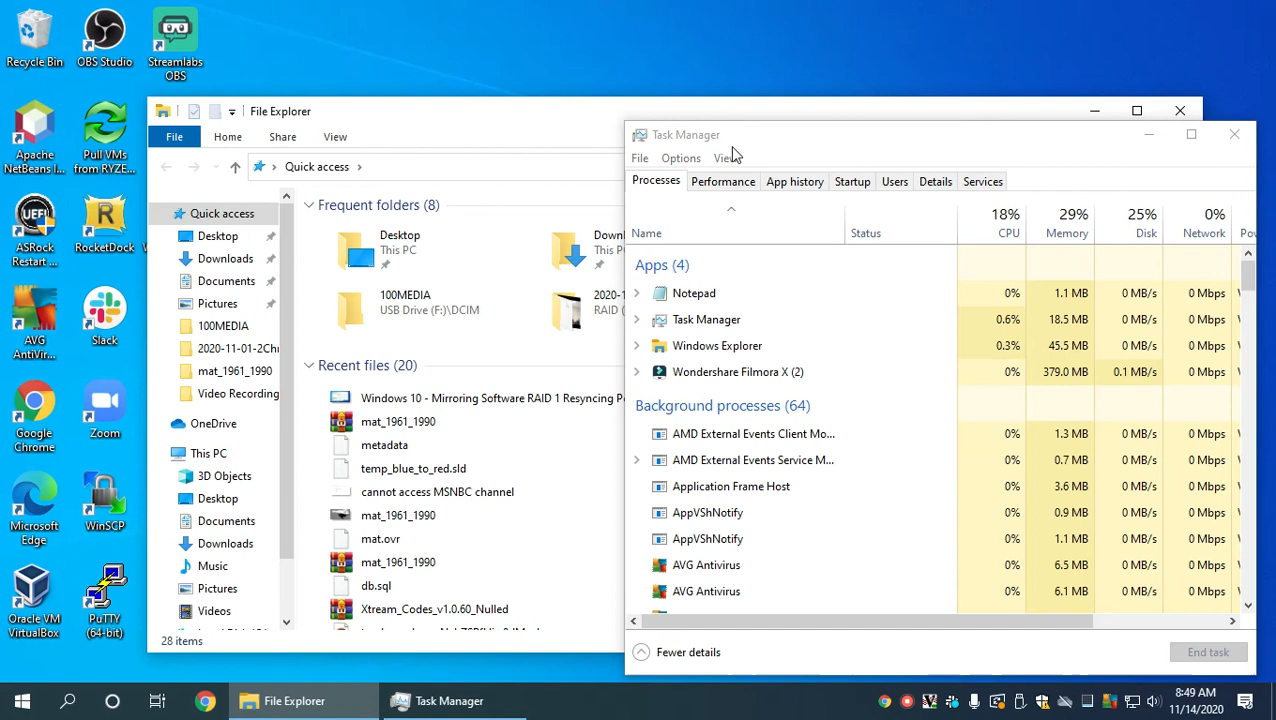 Recycle Bin
OBS Studio
Streamlabs
OBS
Apache
NetBeans I...
Pull VMs
from RYZE...
ASRock
Restart ...
RocketDock
AVG
AntiVir...
Slack
Google
Chrome
Zoom
Microsoft
Edge
WinSCP
Oracle VM
VirtualBox
PuTTY
(64-bit)
File Explorer
File Home Share View
Quick access
Quick access
Desktop
Downloads
Documents
Pictures
100MEDIA
mat_1961_1990
Video Recording
OneDrive
This PC
3D Objects
Desktop
Documents
Downloads
Music
Pictures
Videos
28 items
Frequent folders (8)
Desktop
This PC
100MEDIA
USB Drive (F:)\DCIM
Recent files (20)
Windows 10 - Mirroring Software RAID 1 Resyncing
mat_1961_1990
metadata
temp_blue_to_red.sld
cannot access MSNBC channel
mat_1961_1990
mat.ovr
mat_1961_1990
db.sql
Xtream_Codes_v1.0.60_Nulled
Task Manager
File Options View
Processes Performance App history Startup Users Details Services
18% 29% 25% 0%
Name Status CPU Memory Disk Network
Apps (4)
Notepad 0% 1.1 MB 0 MB/s 0 Mbps
Task Manager 0.6% 18.5 MB 0 MB/s 0 Mbps
Windows Explorer 0.3% 45.5 MB 0 MB/s 0 Mbps
Wondershare Filmora X (2) 0% 379.0 MB 0.1 MB/s 0 Mbps
Background processes (64)
AMD External Events Client Mo... 0% 1.3 MB 0 MB/s 0 Mbps
AMD External Events Service M... 0% 0.7 MB 0 MB/s 0 Mbps
Application Frame Host 0% 3.6 MB 0 MB/s 0 Mbps
AppVShNotify 0% 0.9 MB 0 MB/s 0 Mbps
AppVShNotify 0% 1.1 MB 0 MB/s 0 Mbps
AVG Antivirus 0% 6.5 MB 0 MB/s 0 Mbps
AVG Antivirus 0% 6.1 MB 0 MB/s 0 Mbps
Fewer details End task
File Explorer
Task Manager
8:49 AM
11/14/2020